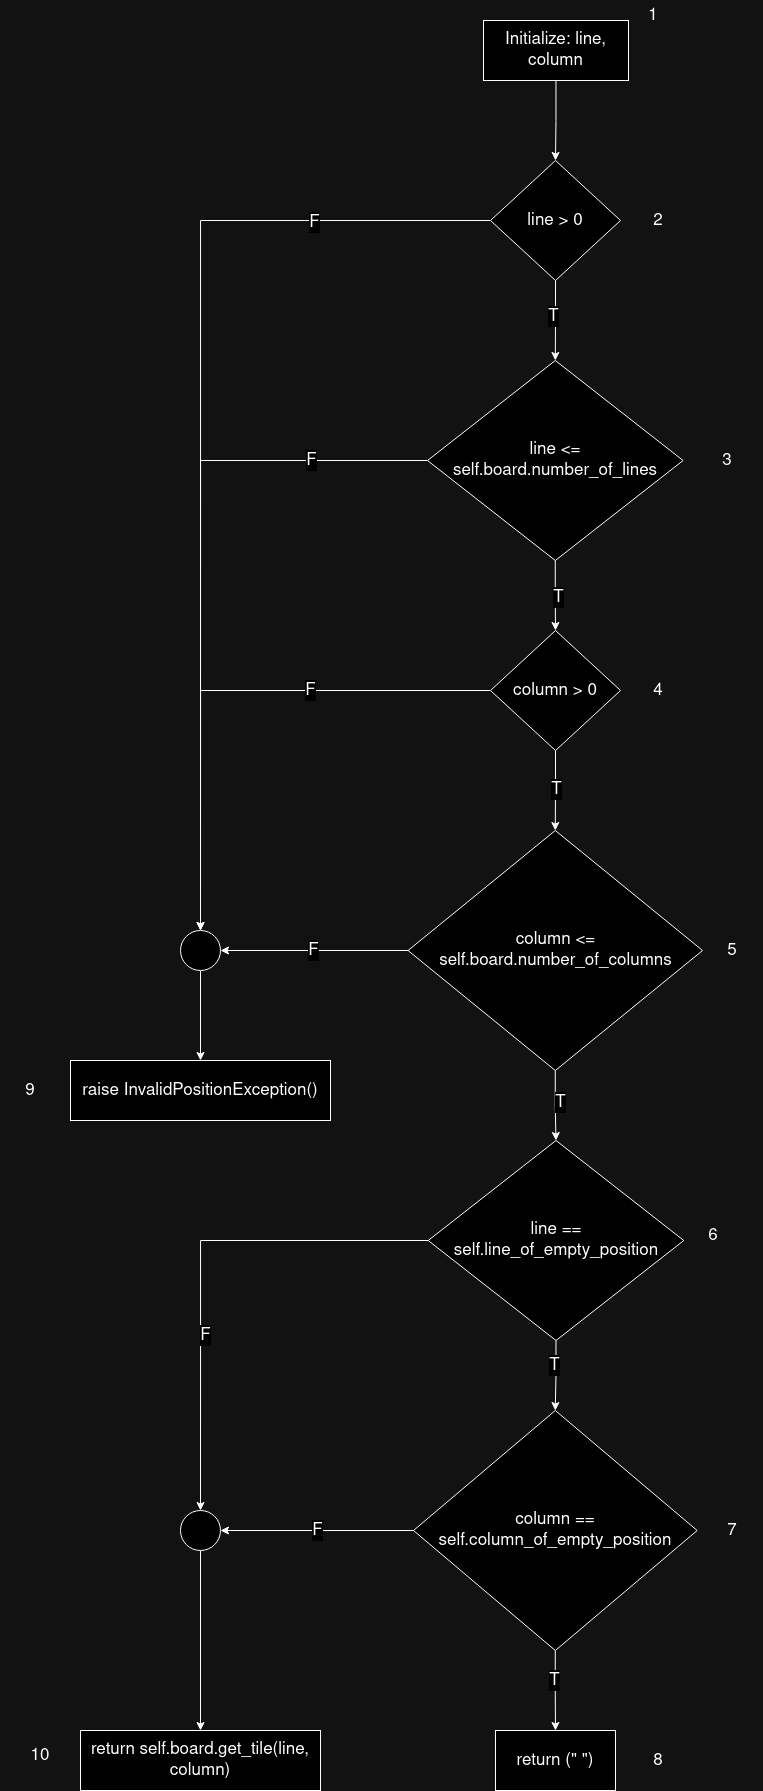 1
Initialize: line,
column
line > 0
2
F
T
line <=
self.board.number_of_lines
3
F
T
column > 0
4
F
T
column <=
self.board.number_of_columns
5
F
9
raise InvalidPositionException()
T
line ==
self.line_of_empty_position
6
F
T
column ==
self.column_of_empty_position
7
F
T
10
return self.board.get_tile(line,
column)
return (" ")
8